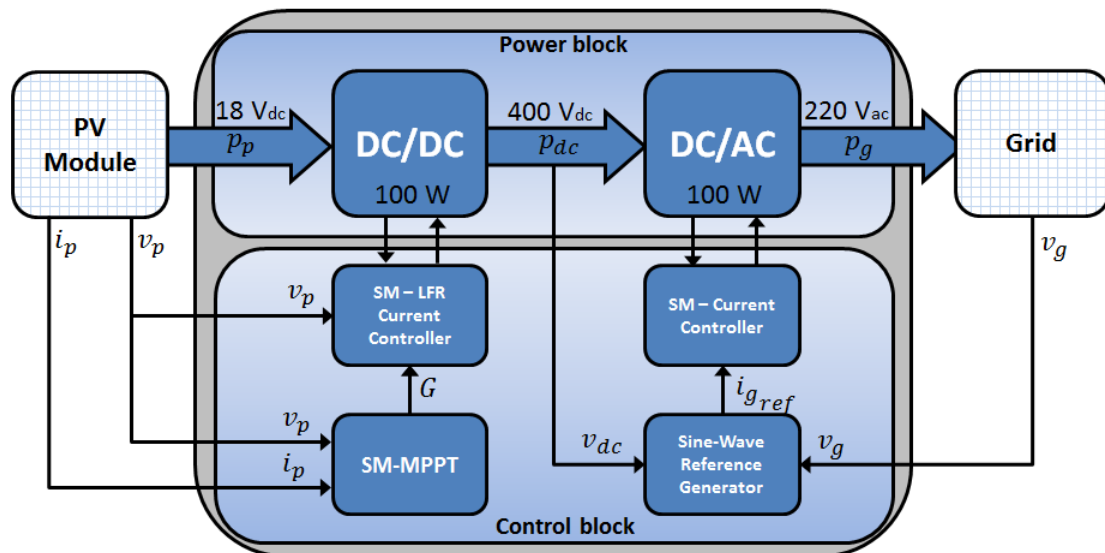 Power block
PV
Module
18 Vdc
p_p
DC/DC
100 W
400 Vdc
p_dc
DC/AC
100 W
220 Vac
p_g
Grid
i_p
v_p
v_g
v_p
SM – LFR
Current
Controller
SM – Current
Controller
G
i_g_ref
v_p
i_p
SM-MPPT
v_dc
Sine-Wave
Reference
Generator
v_g
Control block